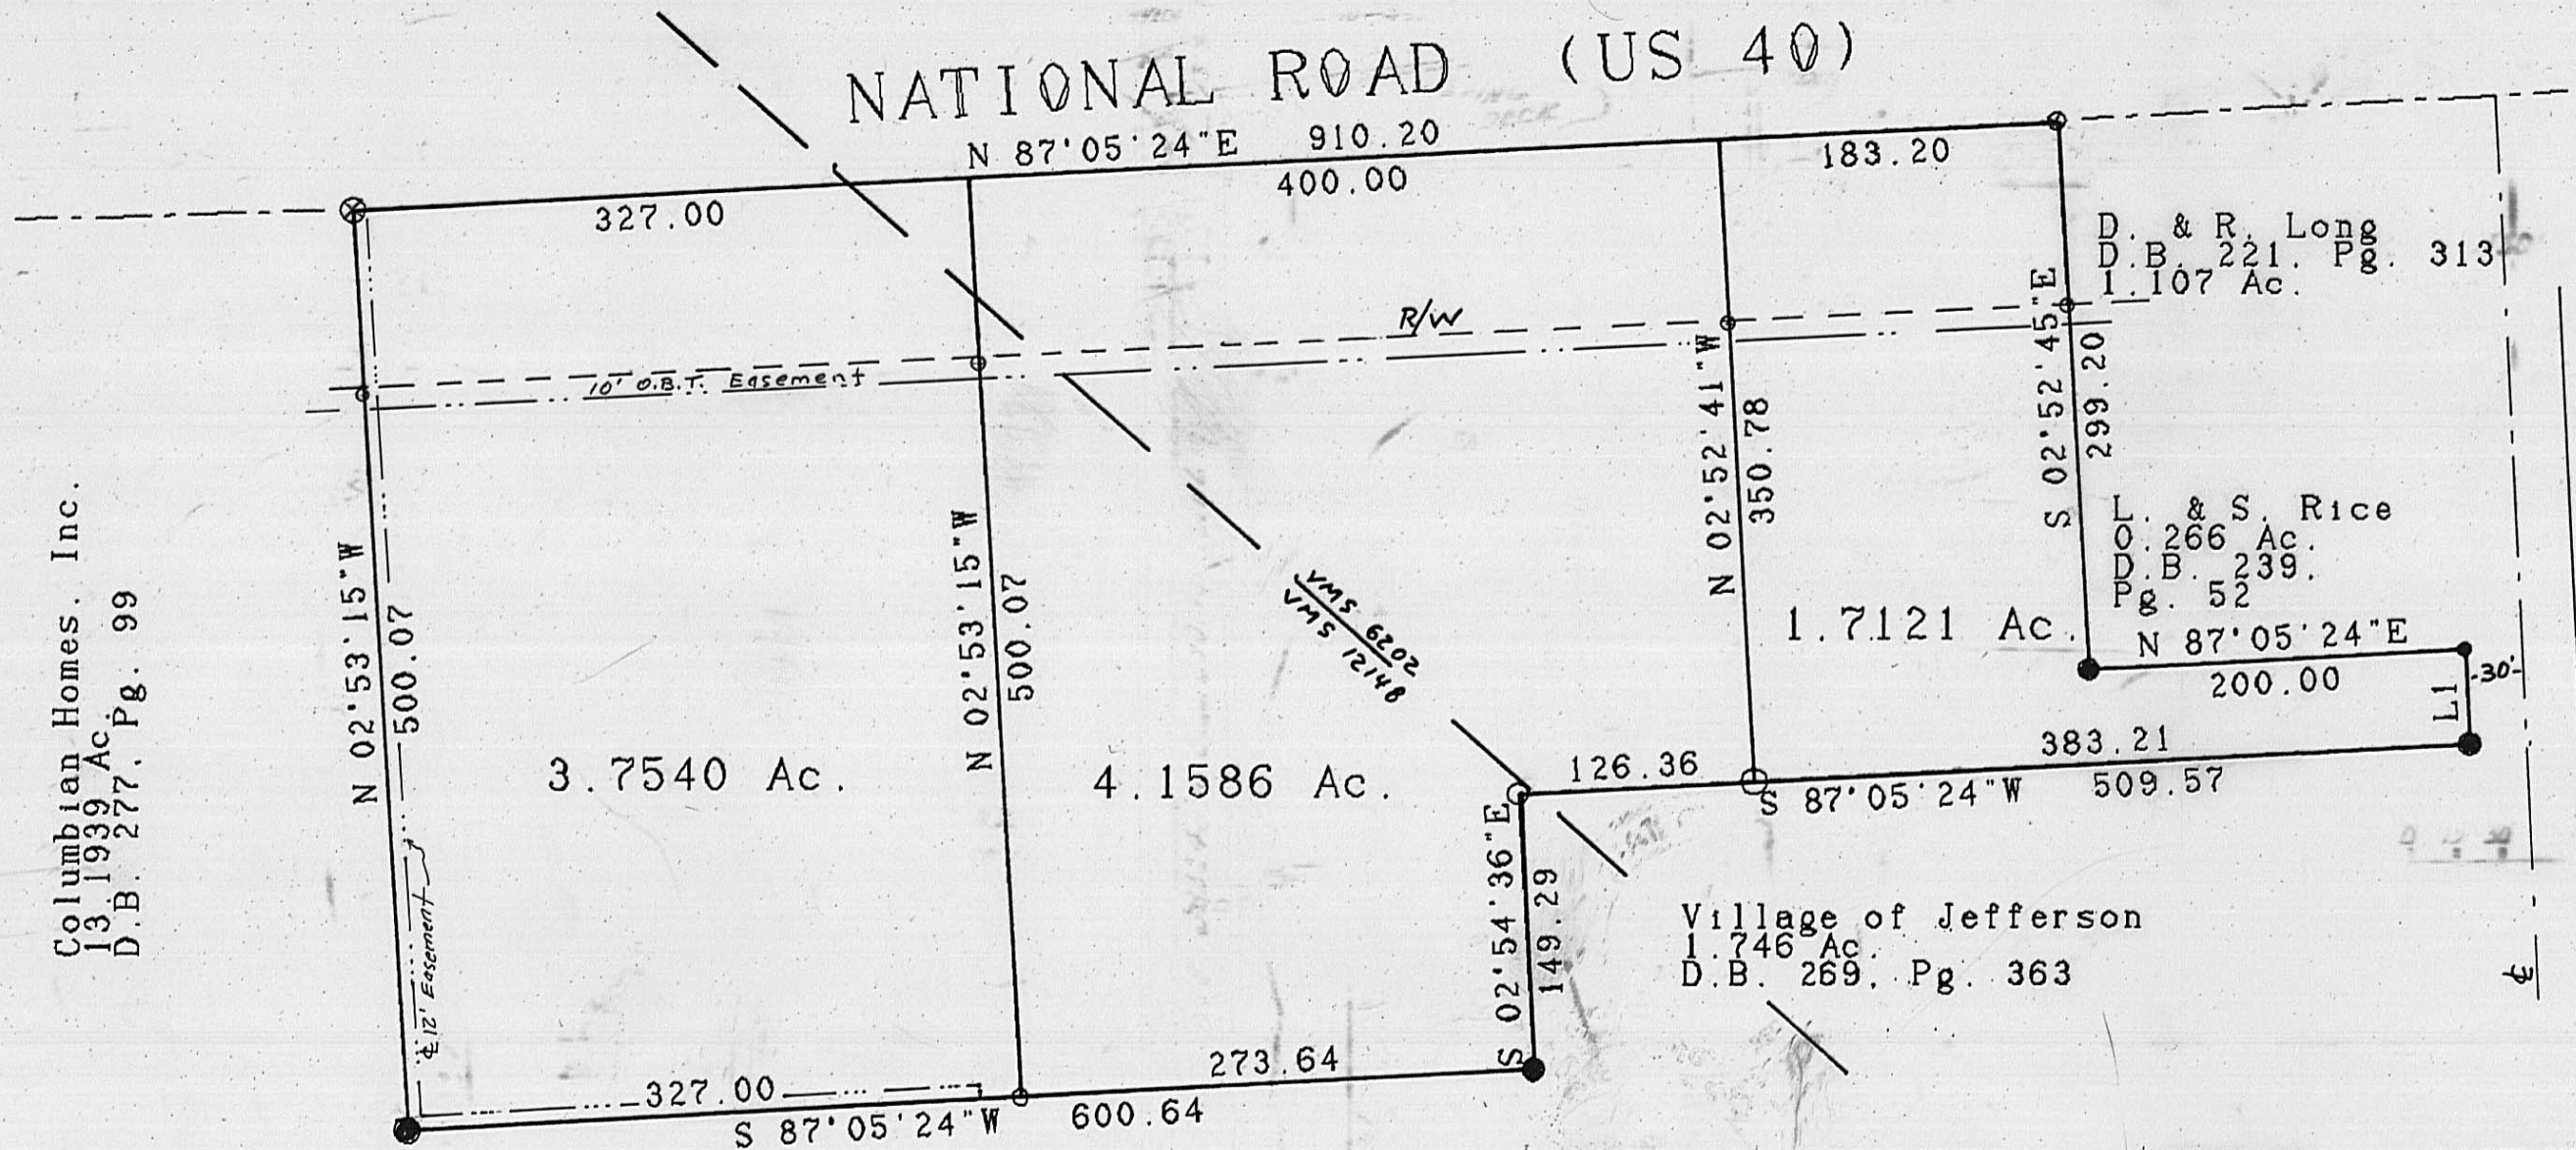 NATIONAL ROAD (US 40)
N 87°05'24"E 910.20
327.00
400.00
183.20
D. & R. Long
D.B. 221. Pg. 313
1.107 Ac.
R/W
10' O.B.T. Easement
N 02°53'15"W
500.07
N 02°53'15"W
500.07
N 02°52'41"W
350.78
S 02°52'45"E
299.20
L. & S. Rice
0.266 Ac.
D.B. 239.
Pg. 52
N 87°05'24"E
200.00
L1
30'
Columbian Homes. Inc.
13.1939 Ac.
D.B. 277. Pg. 99
VMS 6202
VMS 12148
3.7540 Ac.
4.1586 Ac.
1.7121 Ac.
126.36
383.21
S 87°05'24"W 509.57
S 02°54'36"E
149.29
Village of Jefferson
1.746 Ac.
D.B. 269. Pg. 363
℄ 12' Easement
327.00
273.64
S 87°05'24"W 600.64